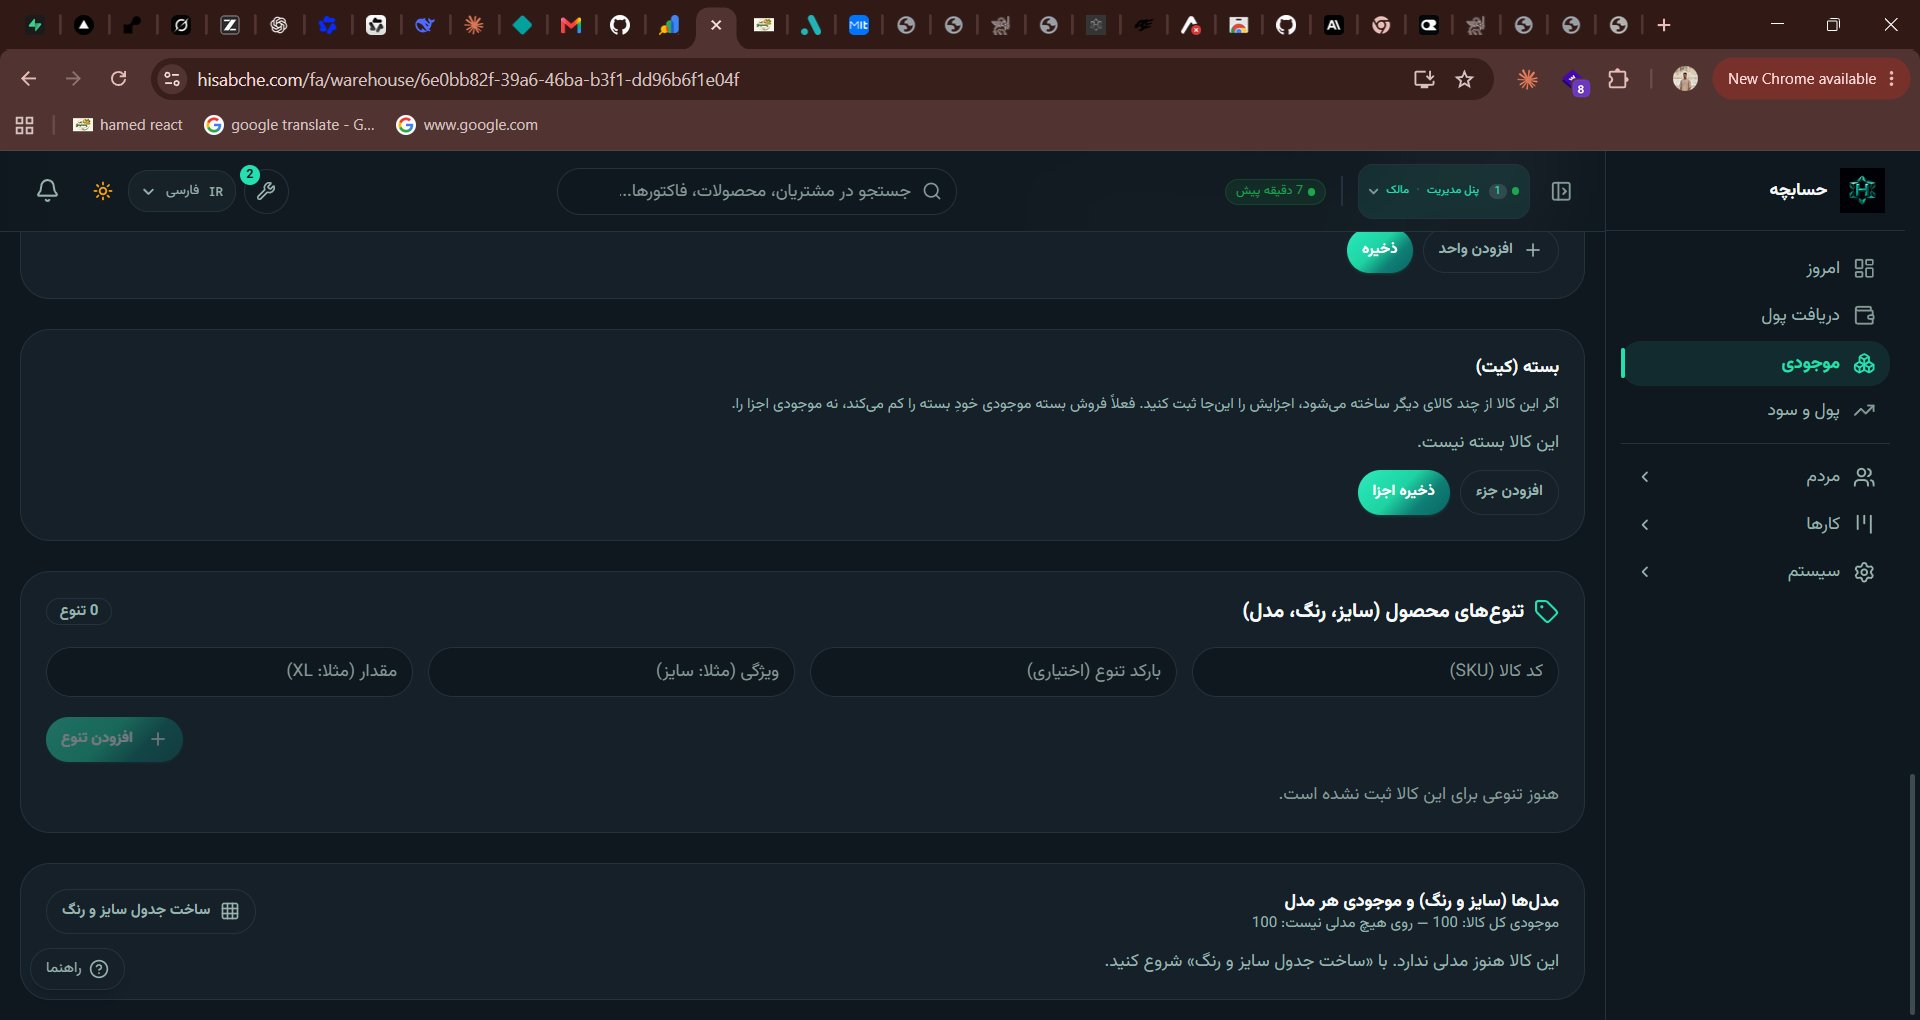 New Chrome available
hisabche.com/fa/warehouse/6e0bb82f-39a6-46ba-b3f1-dd96b6f1e04f
8
hamed react
google translate - G...
www.google.com
حسابچه
پنل مدیریت · مالک
1
7 دقیقه پیش
جستجو در مشتریان، محصولات، فاکتورها...
2
IR فارسی
امروز
دریافت پول
موجودی
پول و سود
مردم
کارها
سیستم
افزودن واحد
ذخیره
بسته (کیت)
اگر این کالا از چند کالای دیگر ساخته می‌شود، اجزایش را این‌جا ثبت کنید. فعلاً فروش بسته موجودی خودِ بسته را کم می‌کند، نه موجودی اجزا را.
این کالا بسته نیست.
افزودن جزء
ذخیره اجزا
تنوع‌های محصول (سایز، رنگ، مدل)
0 تنوع
کد کالا (SKU)
بارکد تنوع (اختیاری)
ویژگی (مثلا: سایز)
مقدار (مثلا: XL)
افزودن تنوع
هنوز تنوعی برای این کالا ثبت نشده است.
مدل‌ها (سایز و رنگ) و موجودی هر مدل
موجودی کل کالا: 100 — روی هیچ مدلی نیست: 100
ساخت جدول سایز و رنگ
این کالا هنوز مدلی ندارد. با «ساخت جدول سایز و رنگ» شروع کنید.
راهنما